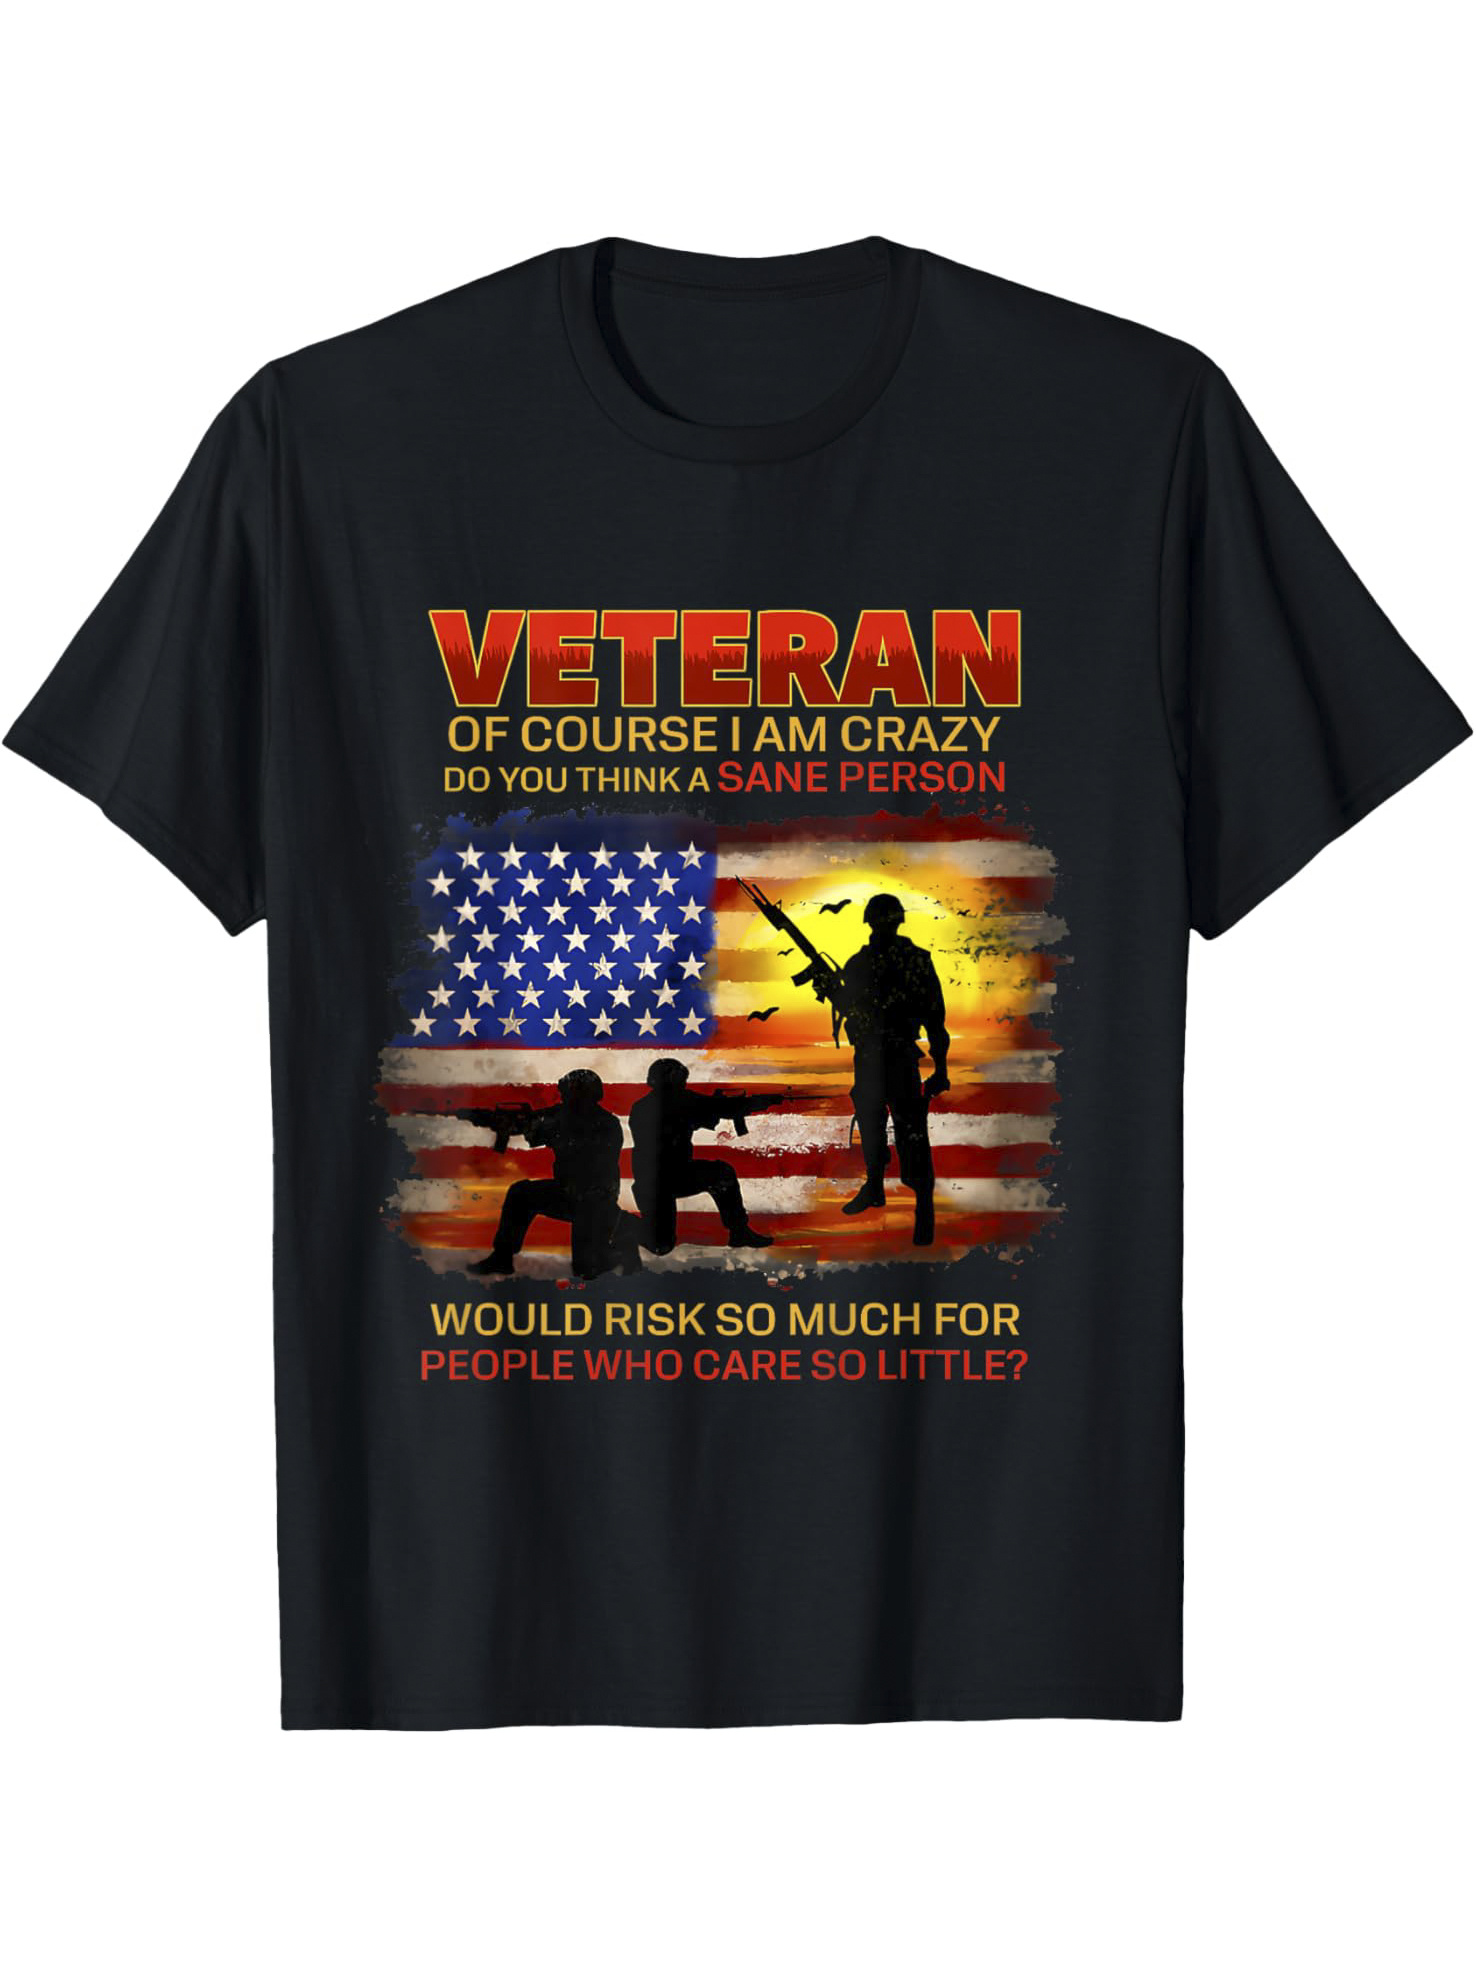 VETERAN
OF COURSE I AM CRAZY
DO YOU THINK A SANE PERSON
WOULD RISK SO MUCH FOR
PEOPLE WHO CARE SO LITTLE?